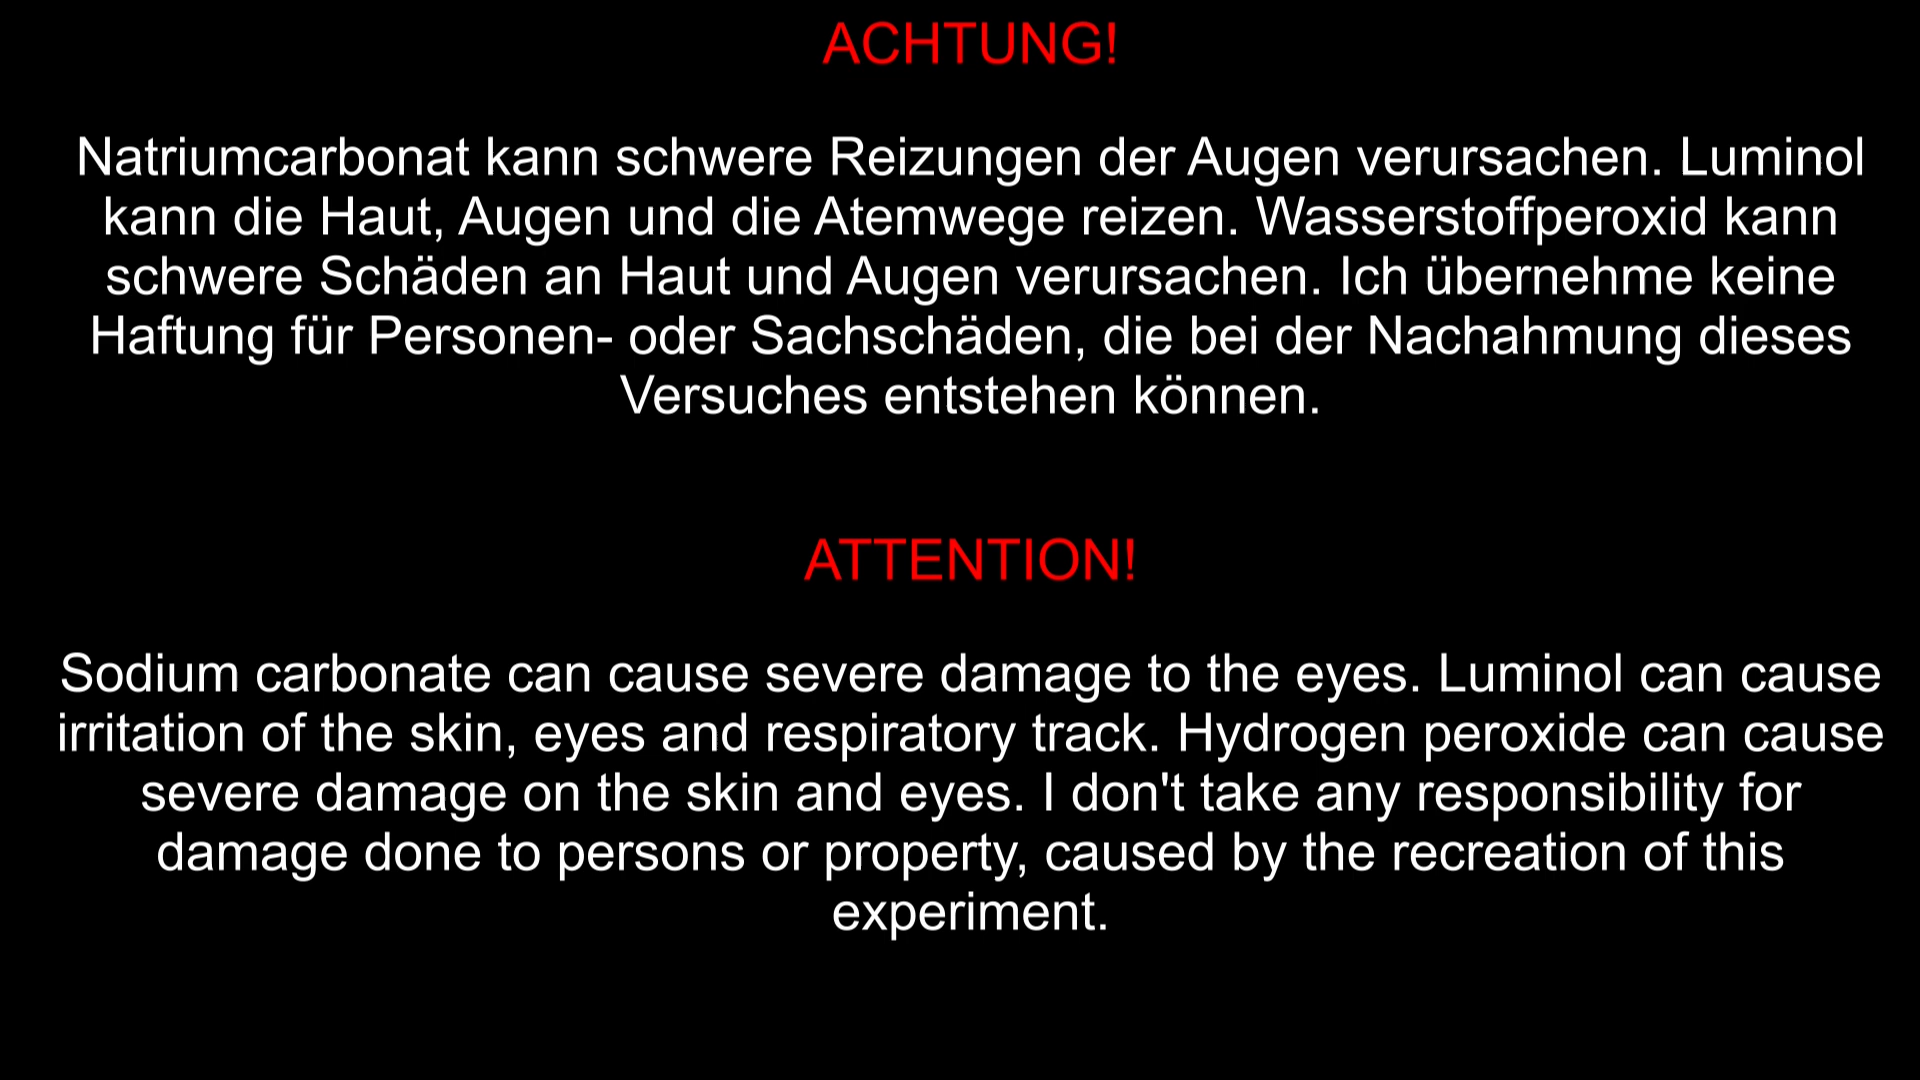 ACHTUNG!
Natriumcarbonat kann schwere Reizungen der Augen verursachen. Luminol
kann die Haut, Augen und die Atemwege reizen. Wasserstoffperoxid kann
schwere Schäden an Haut und Augen verursachen. Ich übernehme keine
Haftung für Personen- oder Sachschäden, die bei der Nachahmung dieses
Versuches entstehen können.
ATTENTION!
Sodium carbonate can cause severe damage to the eyes. Luminol can cause
irritation of the skin, eyes and respiratory track. Hydrogen peroxide can cause
severe damage on the skin and eyes. I don't take any responsibility for
damage done to persons or property, caused by the recreation of this
experiment.